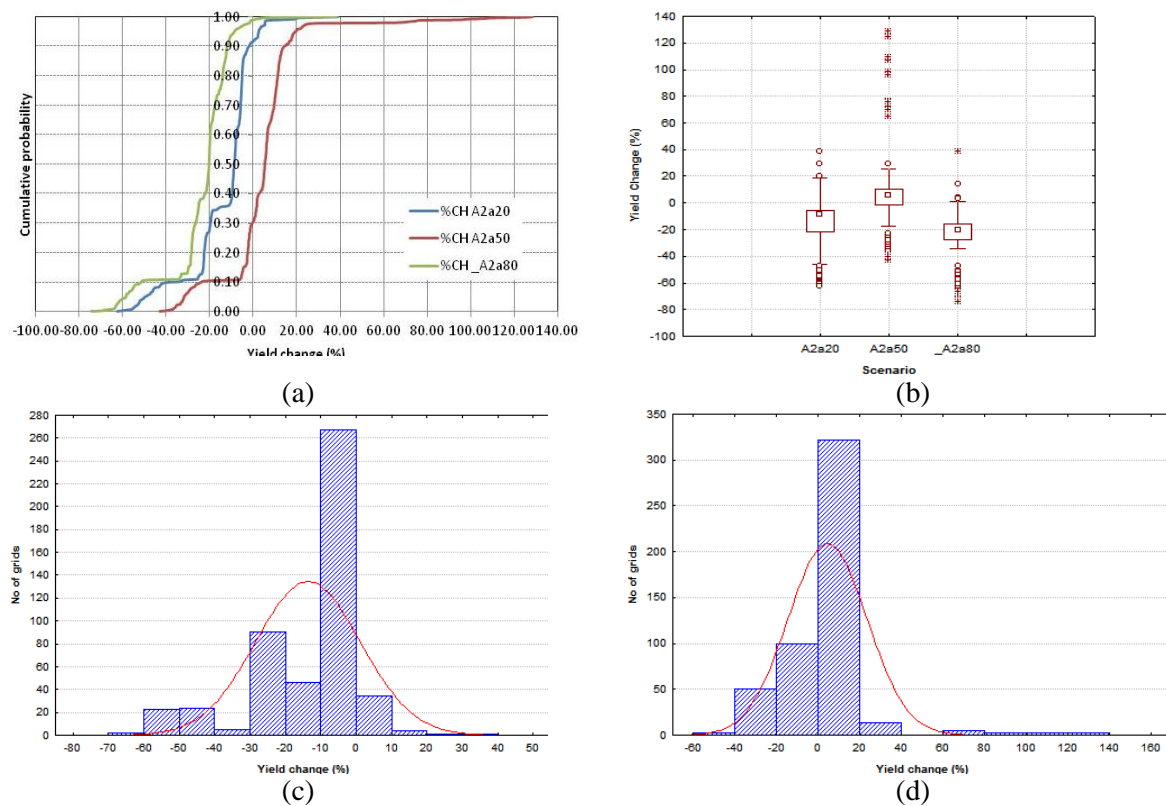 1.00
0.90
0.80
0.70
0.60
0.50
0.40
0.30
0.20
0.10
0.00
Cumulative probability
%CH A2a20
%CH A2a50
%CH_A2a80
-100.00 -80.00 -60.00 -40.00 -20.00 0.00 20.00 40.00 60.00 80.00 100.00 120.00 140.00
Yield change (%)
(a)
140
120
100
80
60
40
20
0
-20
-40
-60
-80
-100
Yield Change (%)
A2a20 A2a50 _A2a80
Scenario
(b)
280
260
240
220
200
180
160
140
120
100
80
60
40
20
0
No of grids
-80 -70 -60 -50 -40 -30 -20 -10 0 10 20 30 40 50
Yield change (%)
(c)
350
300
250
200
150
100
50
0
No of grids
-60 -40 -20 0 20 40 60 80 100 120 140 160
Yield change (%)
(d)